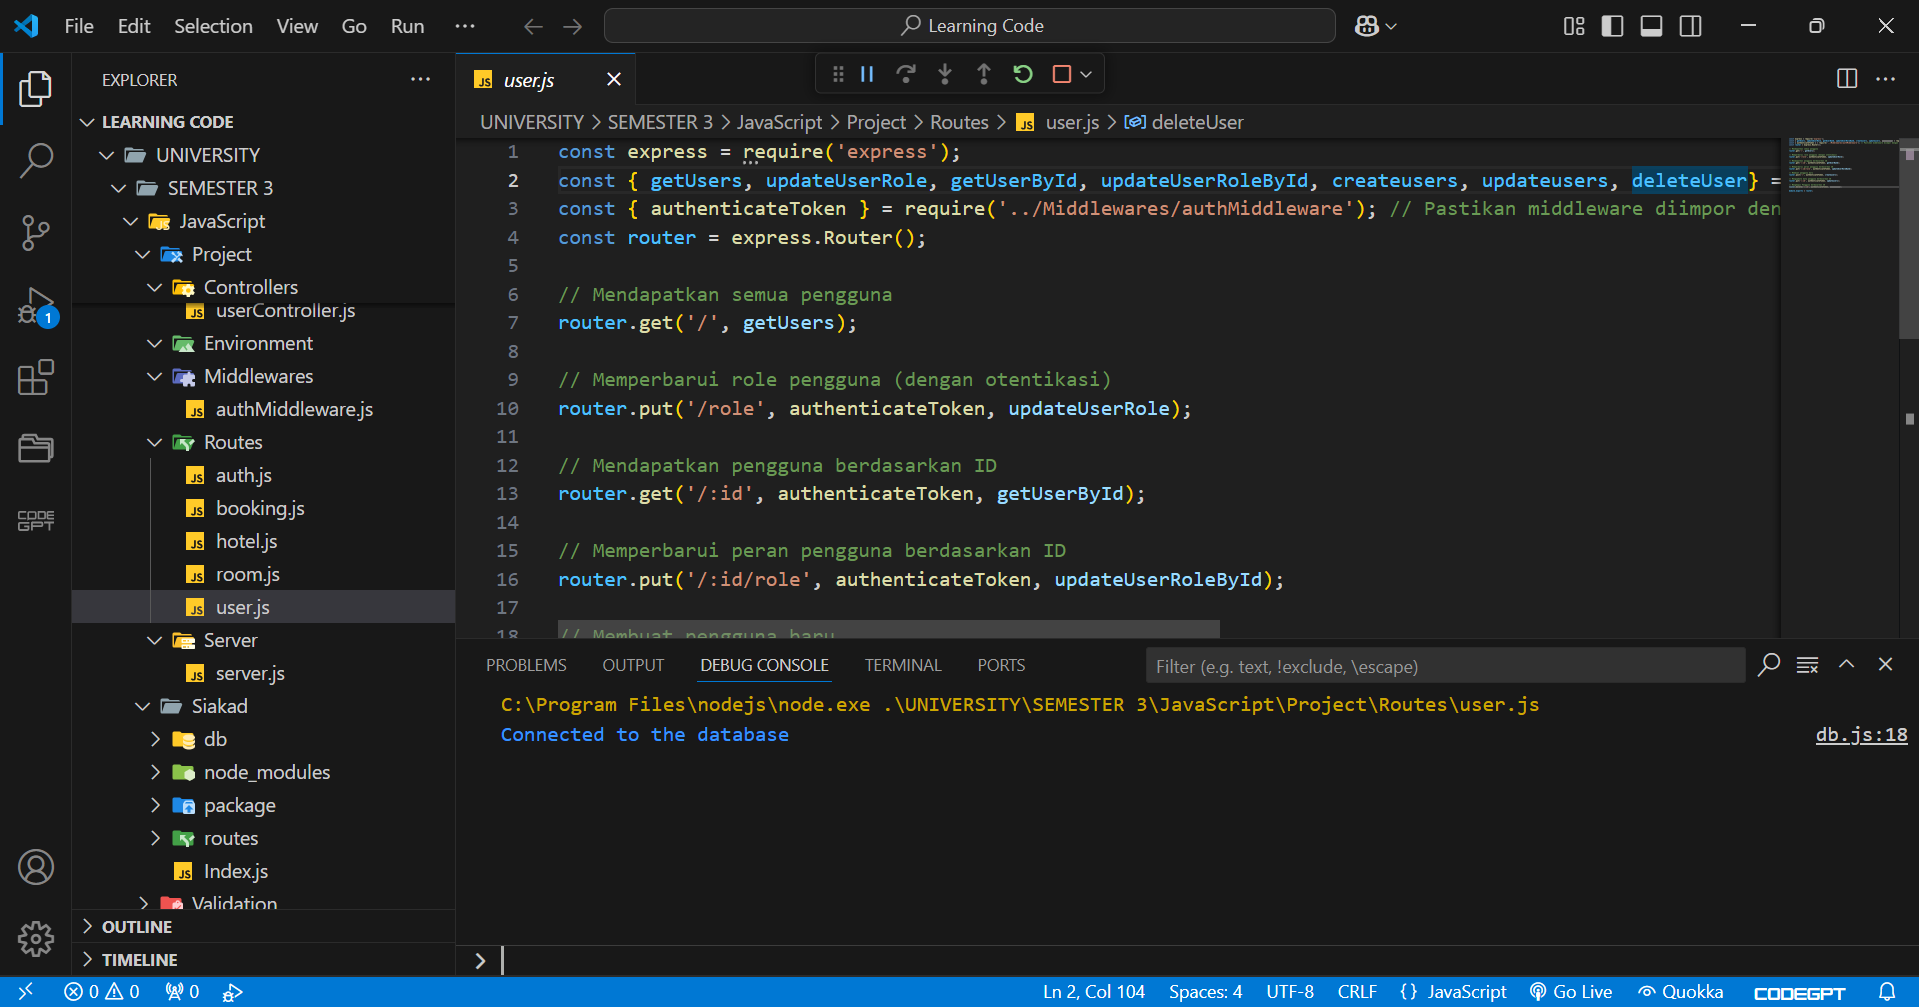 File Edit Selection View Go Run ··· Learning Code
EXPLORER ···
LEARNING CODE
UNIVERSITY
SEMESTER 3
JavaScript
Project
Controllers
userController.js
Environment
Middlewares
authMiddleware.js
Routes
auth.js
booking.js
hotel.js
room.js
user.js
Server
server.js
Siakad
db
node_modules
package
routes
Index.js
Validation
OUTLINE
TIMELINE
1
CODE GPT
JS user.js
UNIVERSITY > SEMESTER 3 > JavaScript > Project > Routes > JS user.js > deleteUser
1 const express = require('express');
2 const { getUsers, updateUserRole, getUserById, updateUserRoleById, createusers, updateusers, deleteUser} =
3 const { authenticateToken } = require('../Middlewares/authMiddleware'); // Pastikan middleware diimpor den
4 const router = express.Router();
5
6 // Mendapatkan semua pengguna
7 router.get('/', getUsers);
8
9 // Memperbarui role pengguna (dengan otentikasi)
10 router.put('/role', authenticateToken, updateUserRole);
11
12 // Mendapatkan pengguna berdasarkan ID
13 router.get('/:id', authenticateToken, getUserById);
14
15 // Memperbarui peran pengguna berdasarkan ID
16 router.put('/:id/role', authenticateToken, updateUserRoleById);
17
18 // Membuat pengguna baru
PROBLEMS OUTPUT DEBUG CONSOLE TERMINAL PORTS Filter (e.g. text, !exclude, \escape)
C:\Program Files\nodejs\node.exe .\UNIVERSITY\SEMESTER 3\JavaScript\Project\Routes\user.js
Connected to the database db.js:18
>
0 0 0 Ln 2, Col 104 Spaces: 4 UTF-8 CRLF {} JavaScript Go Live Quokka CODEGPT